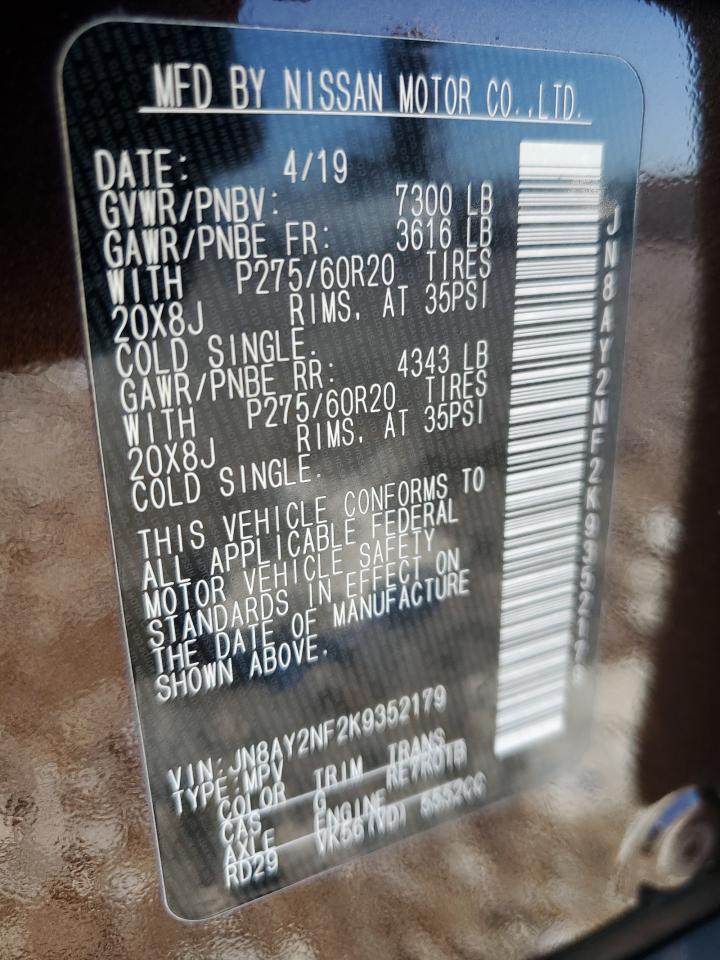 MFD BY NISSAN MOTOR CO.,LTD.
DATE: 4/19
GVWR/PNBV: 7300 LB
GAWR/PNBE FR: 3616 LB
WITH P275/60R20 TIRES
20X8J RIMS, AT 35PSI
COLD SINGLE.
GAWR/PNBE RR: 4343 LB
WITH P275/60R20 TIRES
20X8J RIMS, AT 35PSI
COLD SINGLE.
THIS VEHICLE CONFORMS TO
ALL APPLICABLE FEDERAL
MOTOR VEHICLE SAFETY
STANDARDS IN EFFECT ON
THE DATE OF MANUFACTURE
SHOWN ABOVE.
VIN:JN8AY2NF2K9352179
TYPE:MPV
COLOR TRIM TRANS
CAS G RE7R01B
AXLE ENGINE
RD29 VK56(VD) 5552CC
JN8AY2NF2K9352179